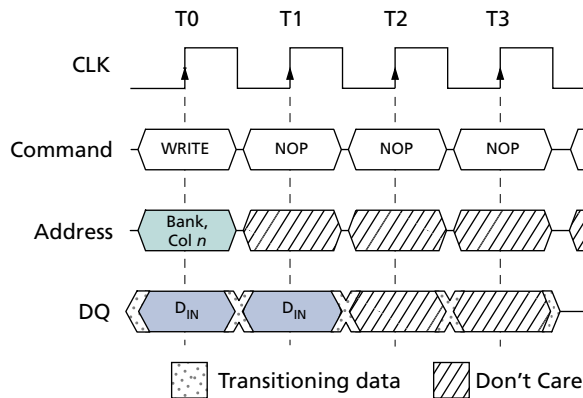 T0 T1 T2 T3
CLK
Command WRITE NOP NOP NOP
Address Bank,
Col n
DQ DIN DIN
Transitioning data Don't Care